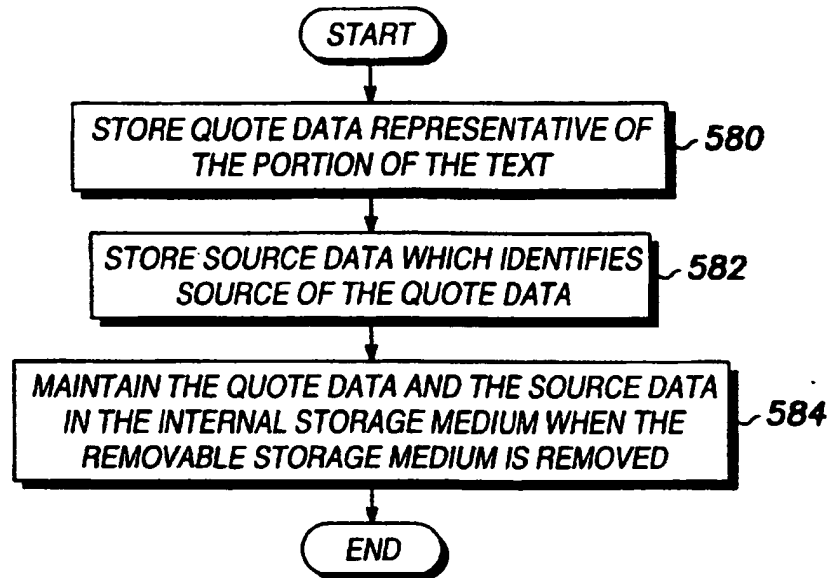 START
STORE QUOTE DATA REPRESENTATIVE OF
THE PORTION OF THE TEXT
580
STORE SOURCE DATA WHICH IDENTIFIES
SOURCE OF THE QUOTE DATA
582
MAINTAIN THE QUOTE DATA AND THE SOURCE DATA
IN THE INTERNAL STORAGE MEDIUM WHEN THE
REMOVABLE STORAGE MEDIUM IS REMOVED
584
END